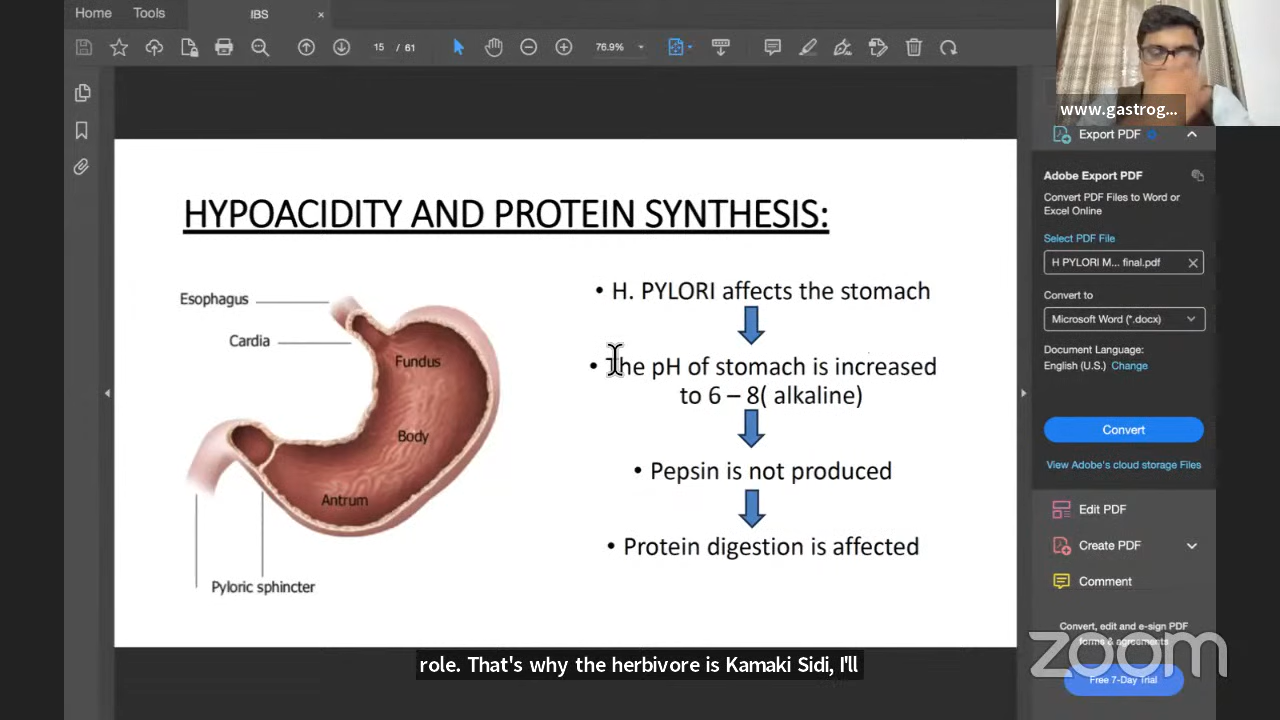 Home
Tools
IBS
×
15 / 61
76.9%
www.gastrog...
Export PDF
Adobe Export PDF
Convert PDF Files to Word or
Excel Online
Select PDF File
H PYLORI M... final.pdf
Convert to
Microsoft Word (*.docx)
Document Language:
English (U.S.) Change
Convert
View Adobe's cloud storage Files
Edit PDF
Create PDF
Comment
Convert, edit and e-sign PDF
forms & agreements
Free 7-Day Trial
zoom
HYPOACIDITY AND PROTEIN SYNTHESIS:
Esophagus
Cardia
Fundus
Body
Antrum
Pyloric sphincter
• H. PYLORI affects the stomach
• The pH of stomach is increased
to 6 – 8( alkaline)
• Pepsin is not produced
• Protein digestion is affected
role. That's why the herbivore is Kamaki Sidi, I'll